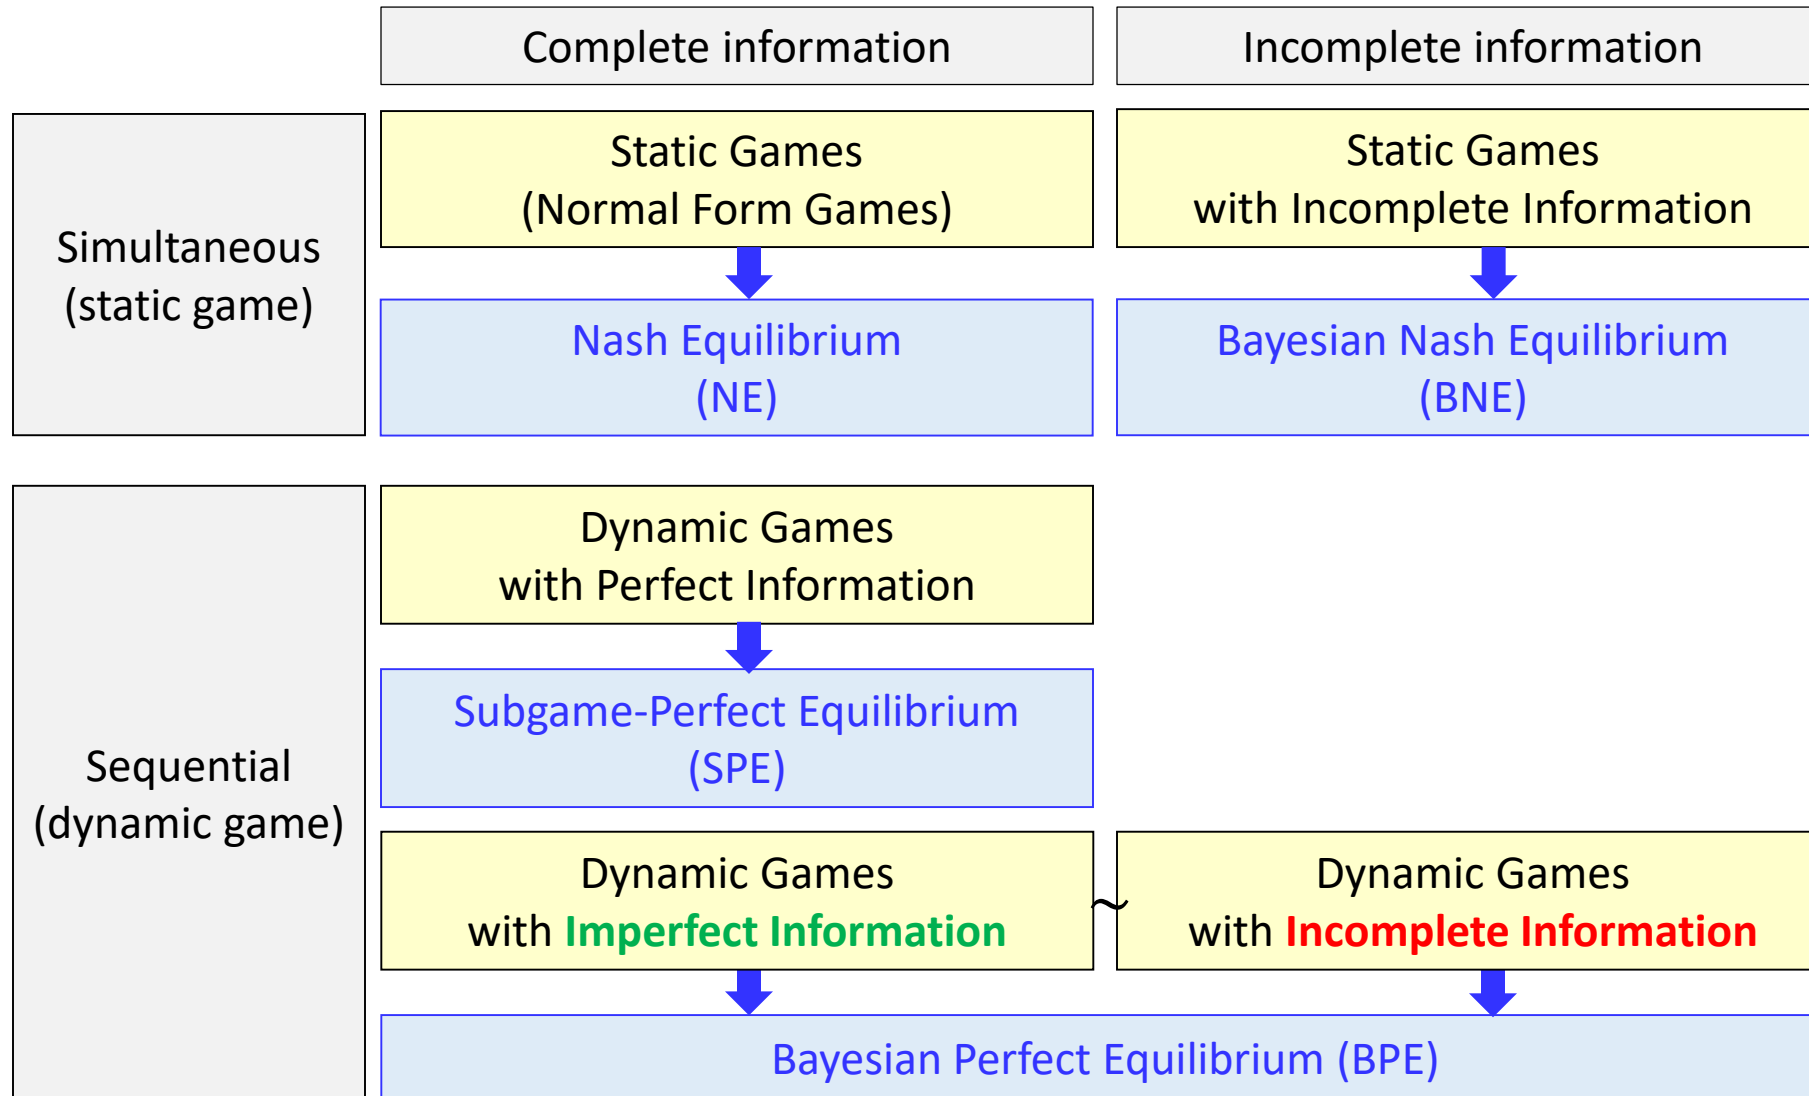 Complete information
Incomplete information
Simultaneous
(static game)
Static Games
(Normal Form Games)
Static Games
with Incomplete Information
Nash Equilibrium
(NE)
Bayesian Nash Equilibrium
(BNE)
Sequential
(dynamic game)
Dynamic Games
with Perfect Information
Subgame-Perfect Equilibrium
(SPE)
Dynamic Games
with Imperfect Information
~
Dynamic Games
with Incomplete Information
Bayesian Perfect Equilibrium (BPE)